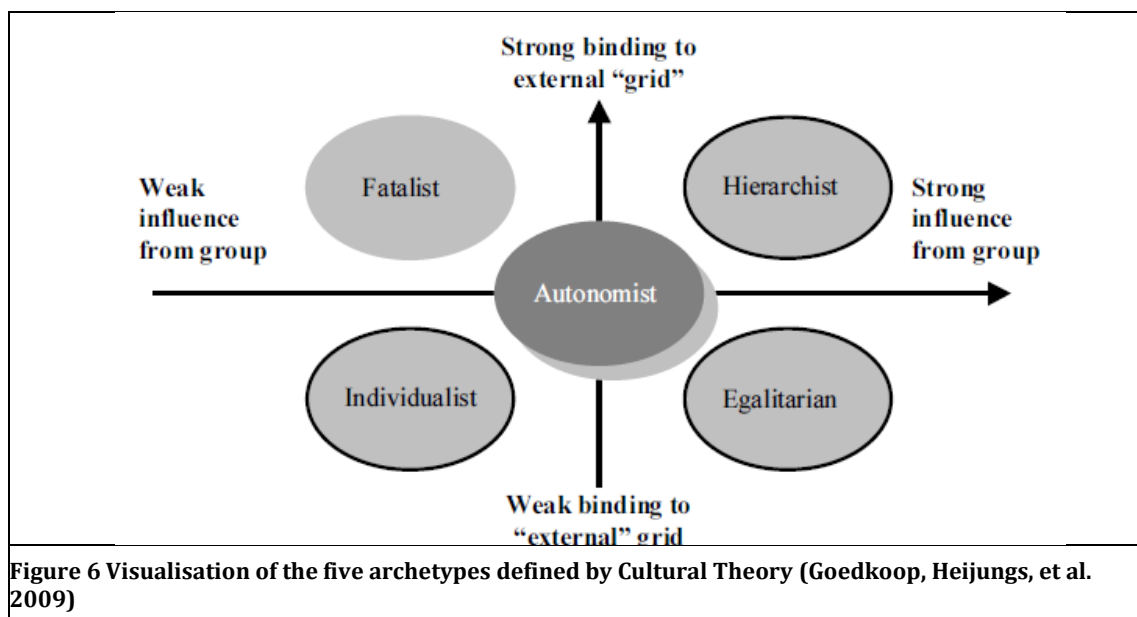 Strong binding to
external “grid”
Weak
influence
from group
Fatalist
Hierarchist
Strong
influence
from group
Autonomist
Individualist
Egalitarian
Weak binding to
“external” grid
Figure 6 Visualisation of the five archetypes defined by Cultural Theory (Goedkoop, Heijungs, et al.
2009)